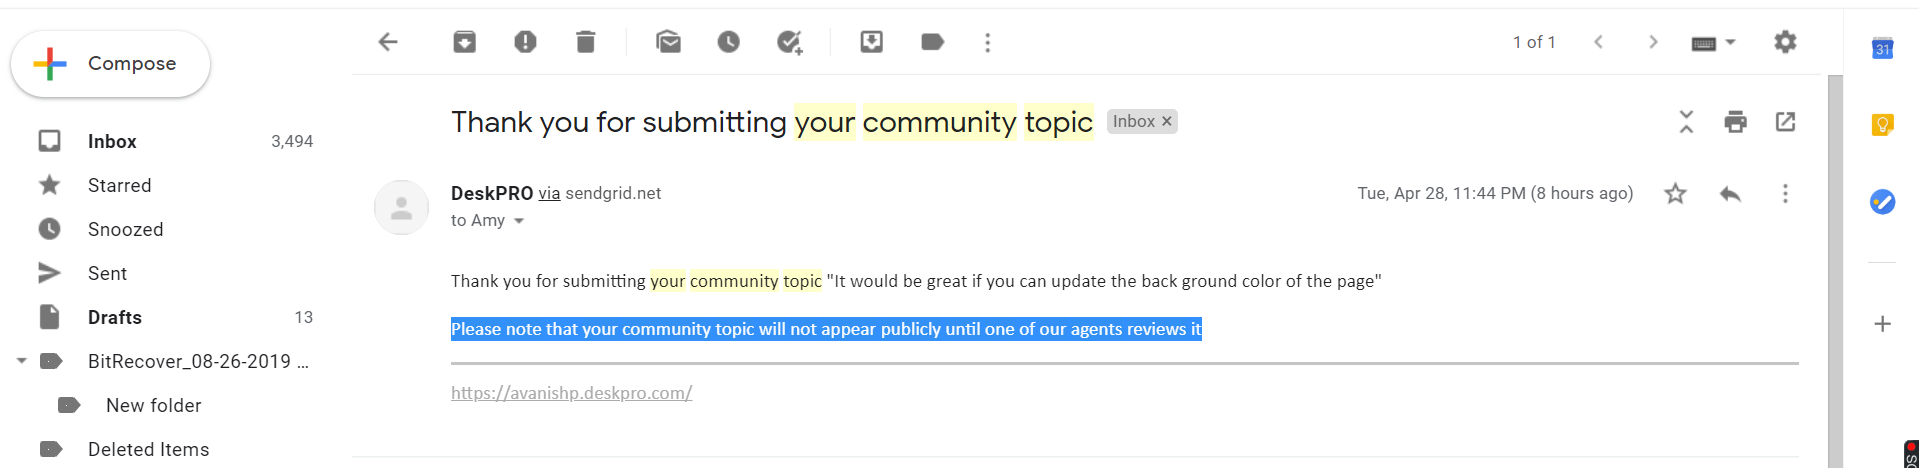 Compose
1 of 1
31
Thank you for submitting your community topic Inbox ×
Inbox 3,494
Starred
DeskPRO via sendgrid.net Tue, Apr 28, 11:44 PM (8 hours ago)
to Amy
Snoozed
Sent
Thank you for submitting your community topic "It would be great if you can update the back ground color of the page"
Drafts 13
Please note that your community topic will not appear publicly until one of our agents reviews it
BitRecover_08-26-2019 ...
https://avanishp.deskpro.com/
New folder
Deleted Items